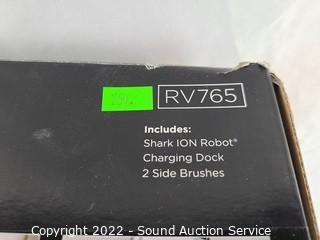 RV765
Includes:
Shark ION Robot®
Charging Dock
2 Side Brushes
Copyright 2022 - Sound Auction Service